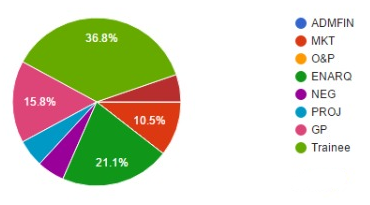 36.8%
15.8%
10.5%
21.1%
ADMFIN
MKT
O&P
ENARQ
NEG
PROJ
GP
Trainee